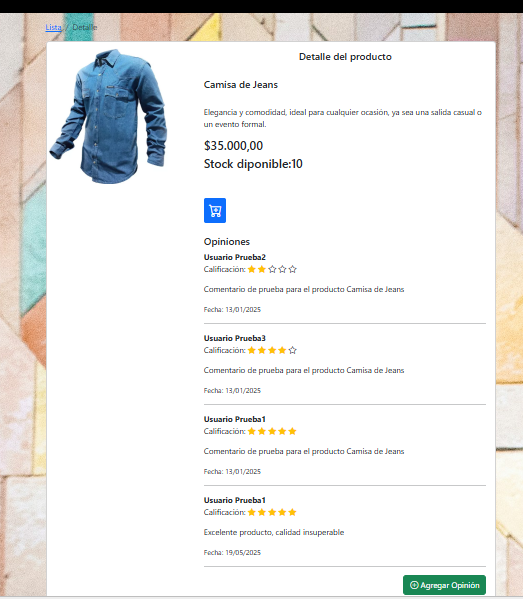 Lista / Detalle
Detalle del producto
Camisa de Jeans
Elegancia y comodidad, ideal para cualquier ocasión, ya sea una salida casual o
un evento formal.
$35.000,00
Stock diponible:10
Opiniones
Usuario Prueba2
Calificación:
Comentario de prueba para el producto Camisa de Jeans
Fecha: 13/01/2025
Usuario Prueba3
Calificación:
Comentario de prueba para el producto Camisa de Jeans
Fecha: 13/01/2025
Usuario Prueba1
Calificación:
Comentario de prueba para el producto Camisa de Jeans
Fecha: 13/01/2025
Usuario Prueba1
Calificación:
Excelente producto, calidad insuperable
Fecha: 19/05/2025
Agregar Opinión